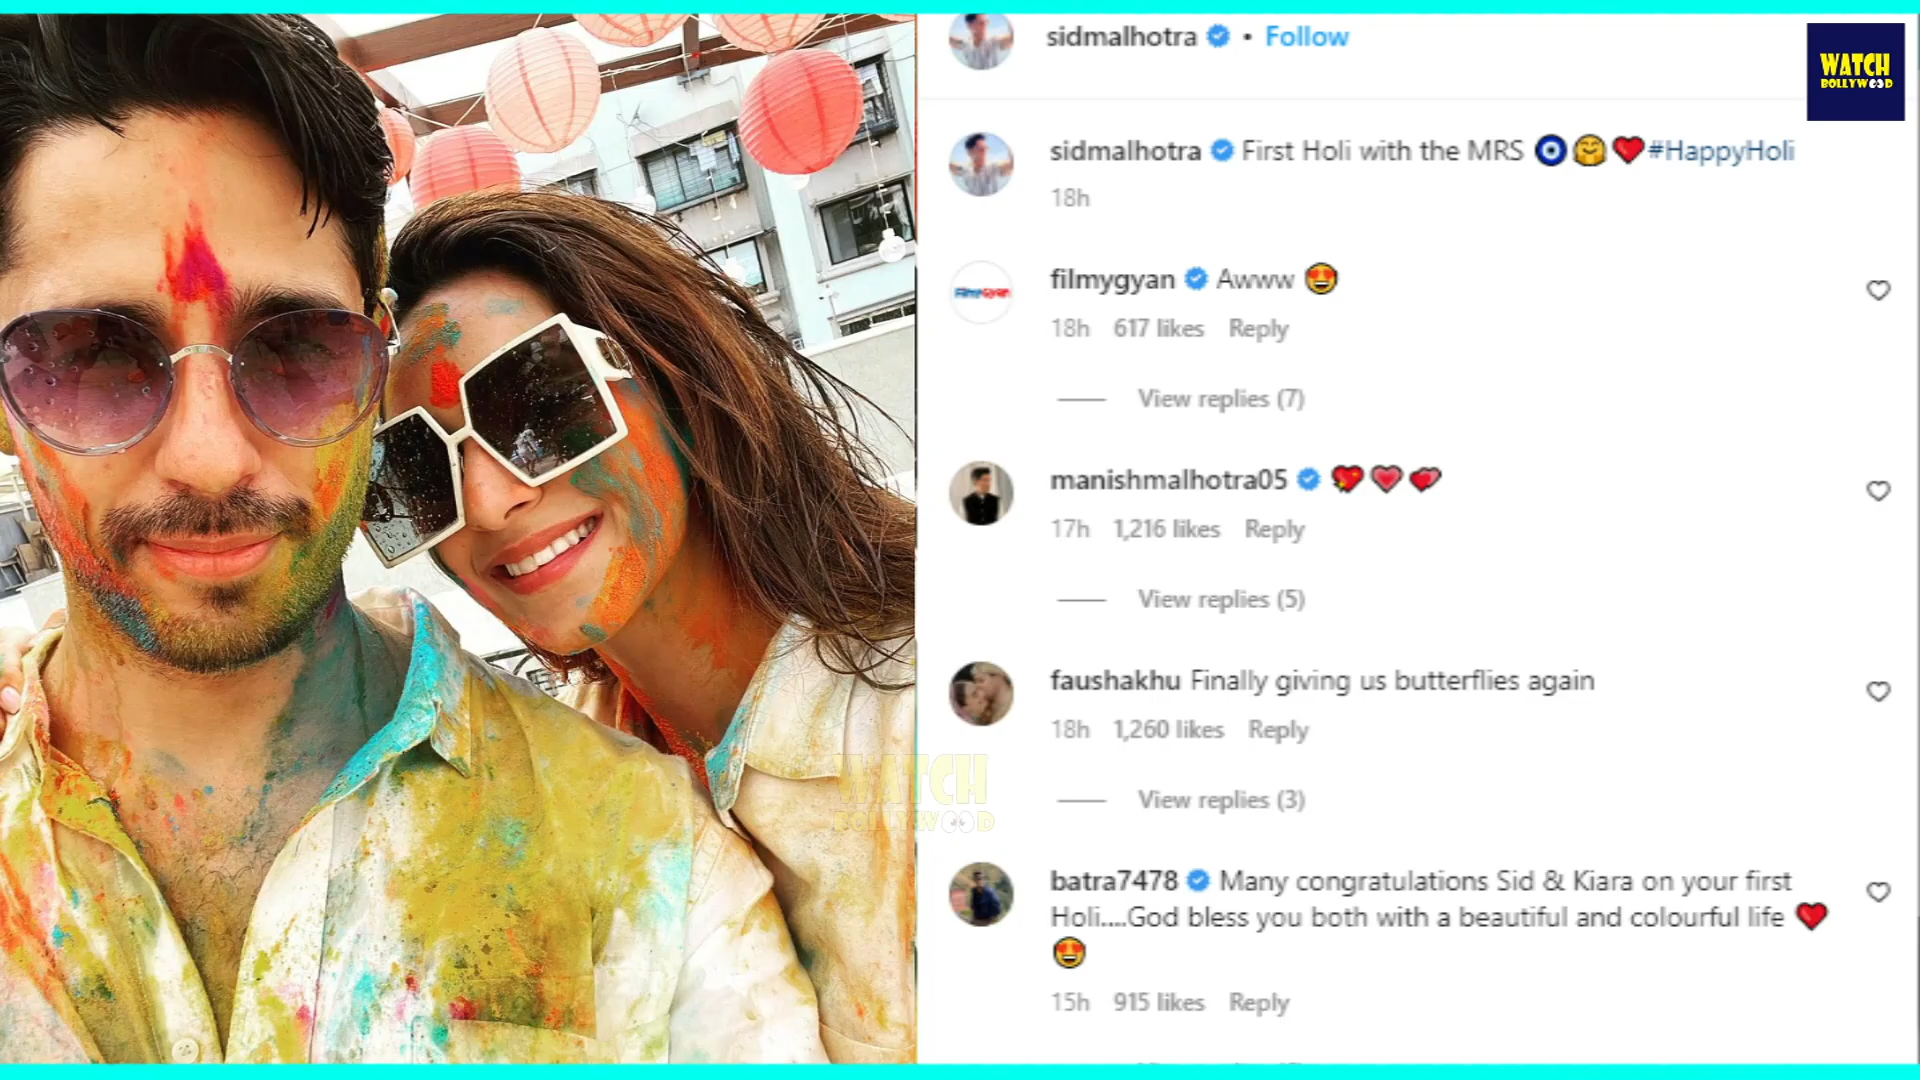 sidmalhotra • Follow
WATCH
BOLLYWOOD
sidmalhotra First Holi with the MRS 🧿🤗❤️#HappyHoli
18h
FilmyGyan
filmygyan Awww 😍
18h 617 likes Reply
View replies (7)
manishmalhotra05 💖💗💕
17h 1,216 likes Reply
View replies (5)
faushakhu Finally giving us butterflies again
18h 1,260 likes Reply
View replies (3)
WATCH
BOLLYWOOD
batra7478 Many congratulations Sid & Kiara on your first
Holi....God bless you both with a beautiful and colourful life ❤️
😍
15h 915 likes Reply